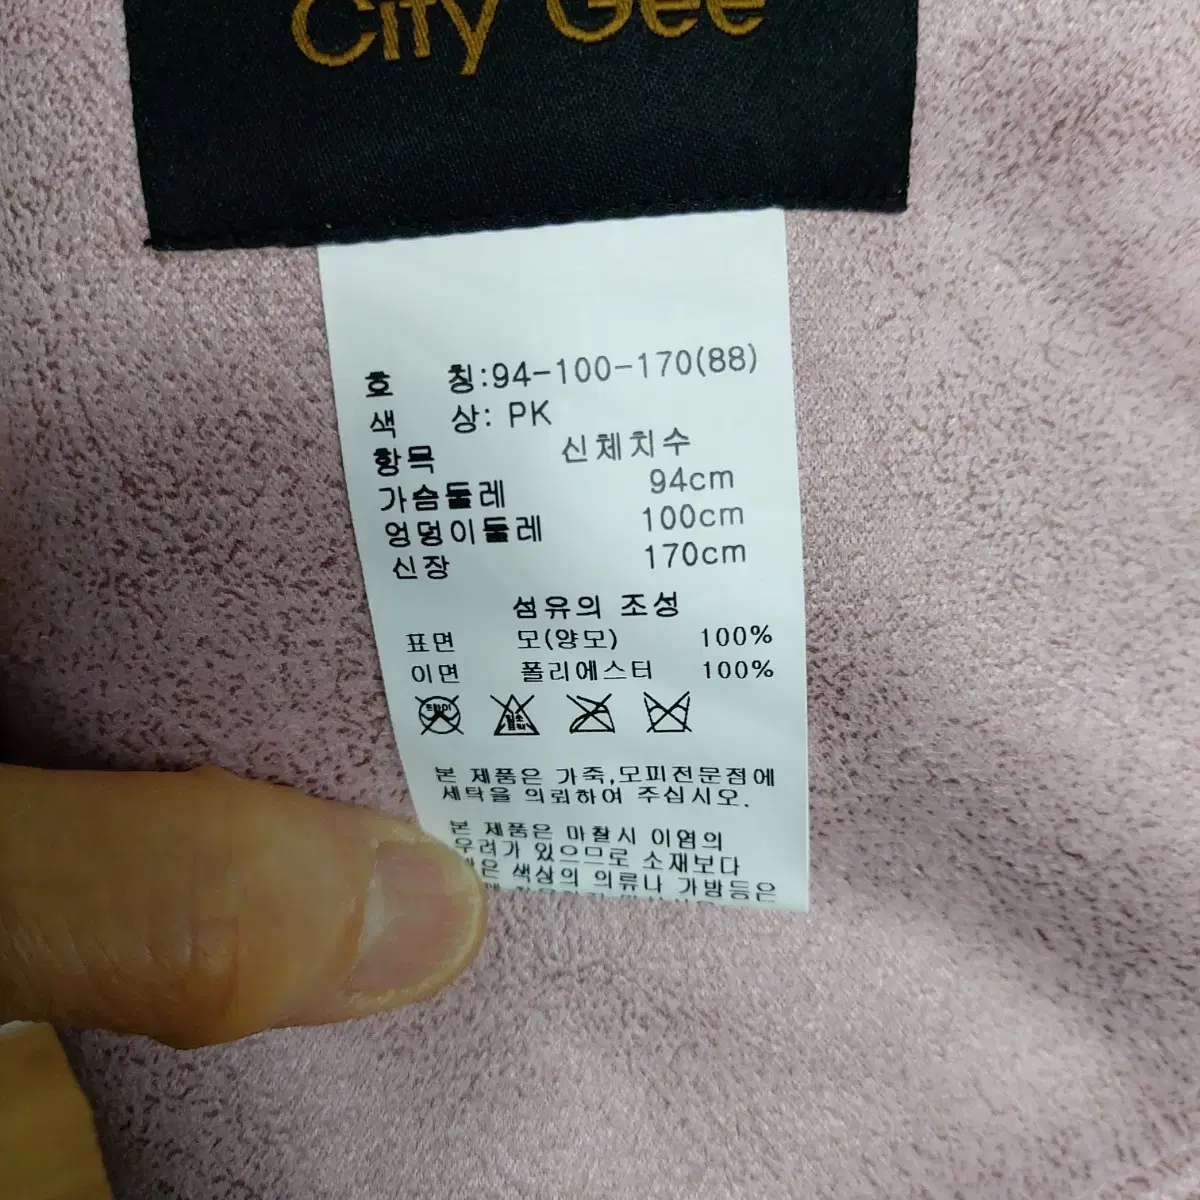 City Gee
호 칭:94-100-170(88)
색 상: PK
항목 신체치수
가슴둘레 94cm
엉덩이둘레 100cm
신장 170cm
섬유의 조성
표면 모(양모) 100%
이면 폴리에스터 100%
본 제품은 가죽,모피전문점에
세탁을 의뢰하여 주십시오.
본 제품은 마찰시 이염의
우려가 있으므로 소재보다
색상의 의류나 가방등은